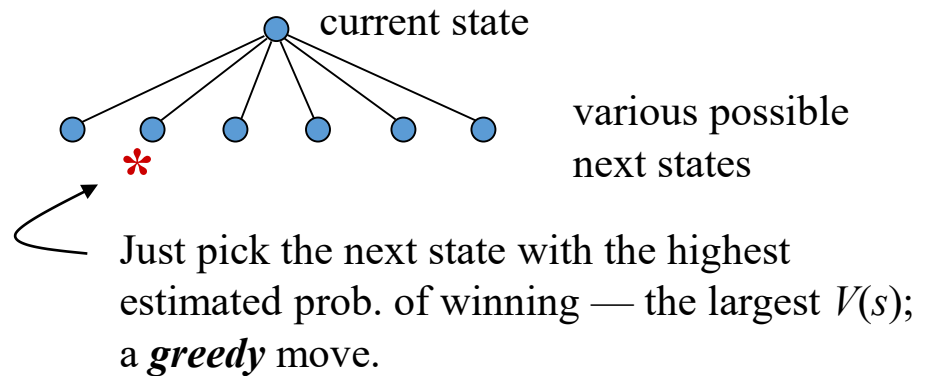 current state
various possible
next states
*
Just pick the next state with the highest
estimated prob. of winning — the largest V(s);
a greedy move.